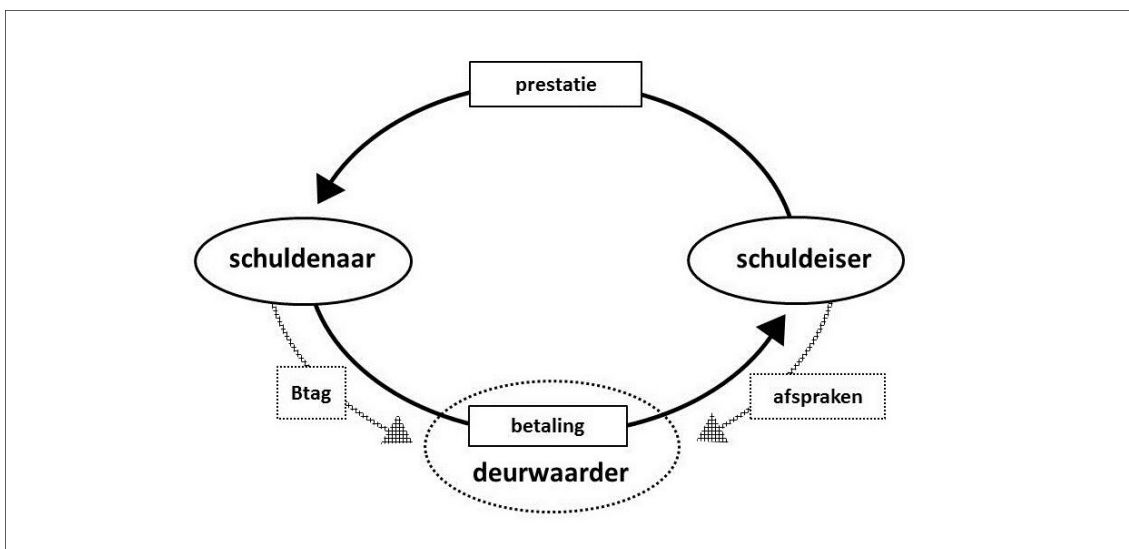 prestatie
schuldenaar
schuldeiser
Btag
betaling
afspraken
deurwaarder